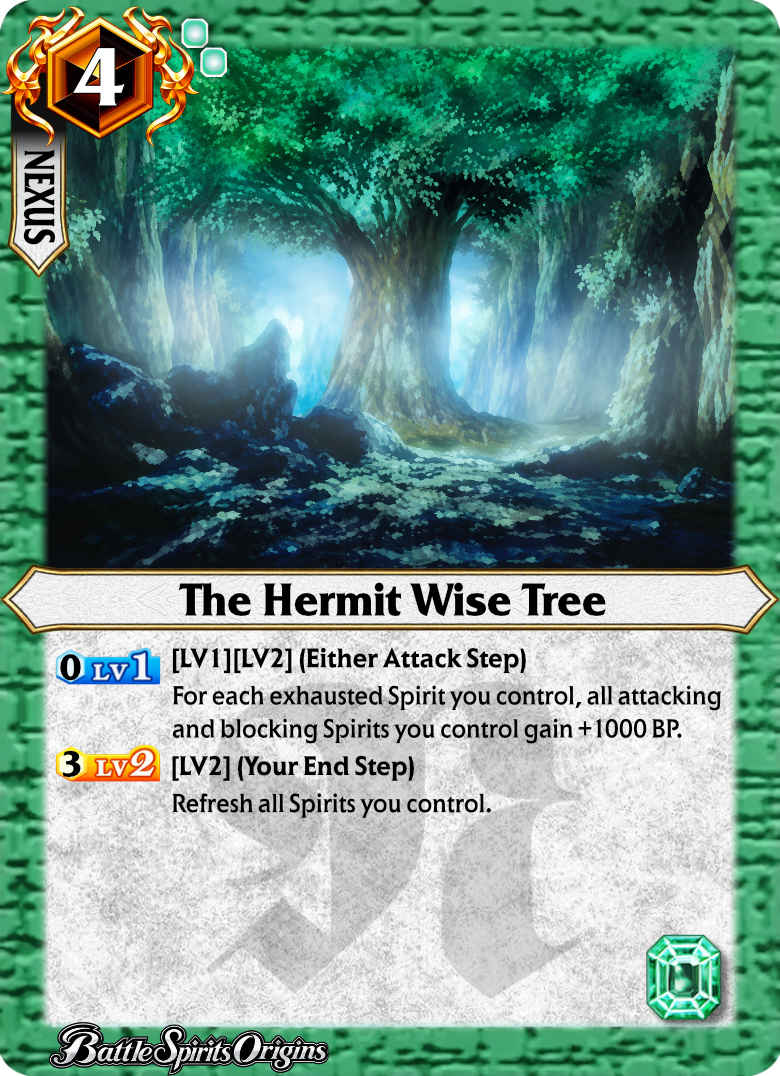 4
NEXUS
The Hermit Wise Tree
0 LV1 [LV1][LV2] (Either Attack Step)
For each exhausted Spirit you control, all attacking
and blocking Spirits you control gain +1000 BP.
3 LV2 [LV2] (Your End Step)
Refresh all Spirits you control.
Battle Spirits Origins